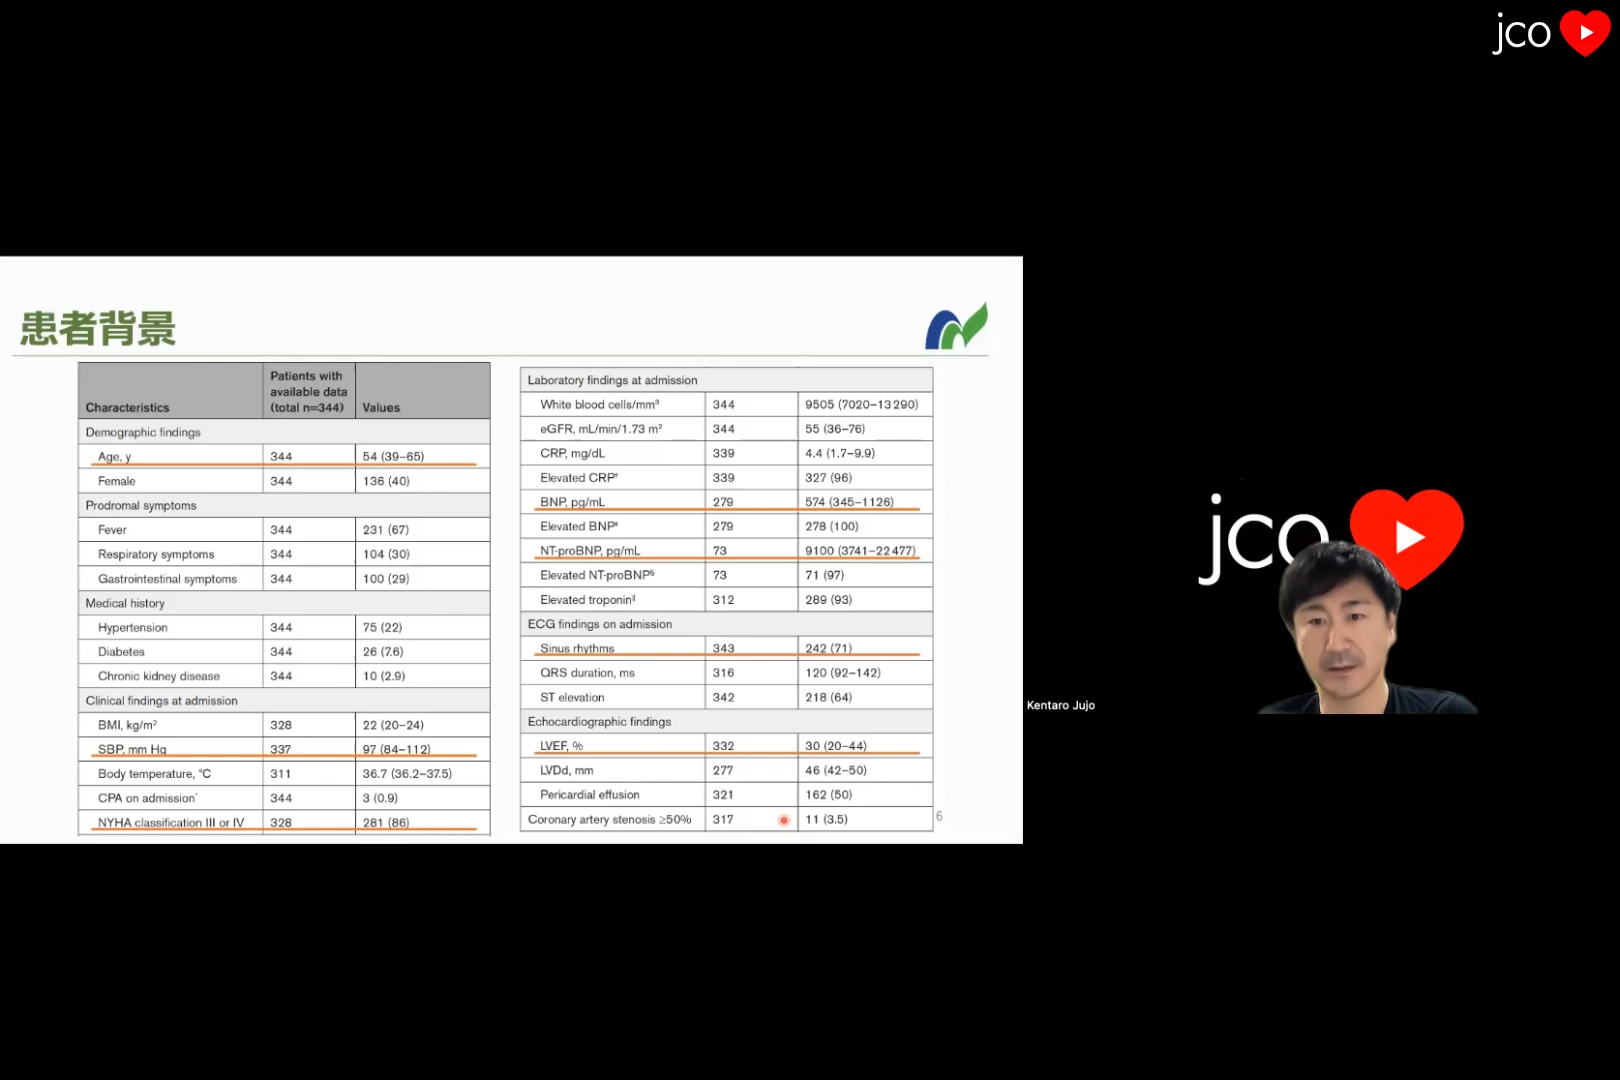 jco
患者背景
Characteristics Patients with available data (total n=344) Values
Demographic findings
Age, y 344 54 (39–65)
Female 344 136 (40)
Prodromal symptoms
Fever 344 231 (67)
Respiratory symptoms 344 104 (30)
Gastrointestinal symptoms 344 100 (29)
Medical history
Hypertension 344 75 (22)
Diabetes 344 26 (7.6)
Chronic kidney disease 344 10 (2.9)
Clinical findings at admission
BMI, kg/m² 328 22 (20–24)
SBP, mm Hg 337 97 (84–112)
Body temperature, °C 311 36.7 (36.2–37.5)
CPA on admission* 344 3 (0.9)
NYHA classification III or IV 328 281 (86)
Laboratory findings at admission
White blood cells/mm³ 344 9505 (7020–13 290)
eGFR, mL/min/1.73 m² 344 55 (36–76)
CRP, mg/dL 339 4.4 (1.7–9.9)
Elevated CRP† 339 327 (96)
BNP, pg/mL 279 574 (345–1126)
Elevated BNP‡ 279 278 (100)
NT-proBNP, pg/mL 73 9100 (3741–22 477)
Elevated NT-proBNP§ 73 71 (97)
Elevated troponin‖ 312 289 (93)
ECG findings on admission
Sinus rhythms 343 242 (71)
QRS duration, ms 316 120 (92–142)
ST elevation 342 218 (64)
Echocardiographic findings
LVEF, % 332 30 (20–44)
LVDd, mm 277 46 (42–50)
Pericardial effusion 321 162 (50)
Coronary artery stenosis ≥50% 317 11 (3.5)
6
jco
Kentaro Jujo